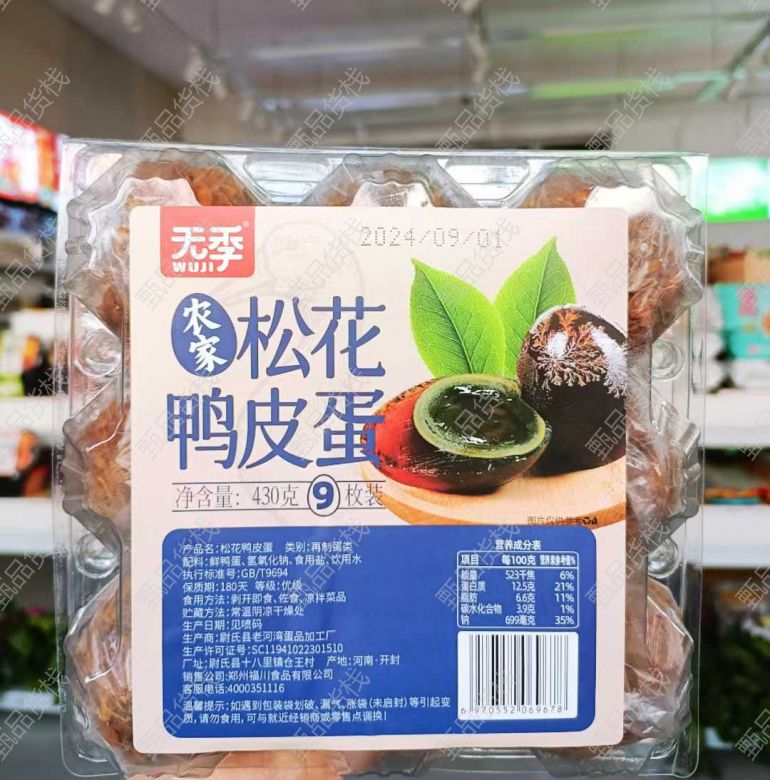 无季®
WUJI
2024/09/01
农家
松花
鸭皮蛋
净含量：430克 9枚装
图片仅供参考
产品名：松花鸭皮蛋 类别：再制蛋类
配料：鲜鸭蛋、氢氧化钠、食用盐、饮用水
执行标准号：GB/T9694
保质期：180天 等级：优级
食用方法：剥开即食、佐食、凉拌菜品
贮藏方法：常温阴凉干燥处
生产日期：见喷码
生产商：尉氏县老河湾蛋品加工厂
生产许可证号：SC11941022301510
厂址：尉氏县十八里镇仓王村 产地：河南·开封
销售公司：郑州福川食品有限公司
客服电话：4000351116
温馨提示：如遇到包装袋划破、漏气、涨袋（未启封）等引起变
质，请勿食用，可与就近经销商或零售点调换！
营养成分表
项目 每100克 营养素参考值%
能量 523千焦 6%
蛋白质 12.5克 21%
脂肪 6.6克 11%
碳水化合物 3.9克 1%
钠 699毫克 35%
6970552069678
甄品货栈